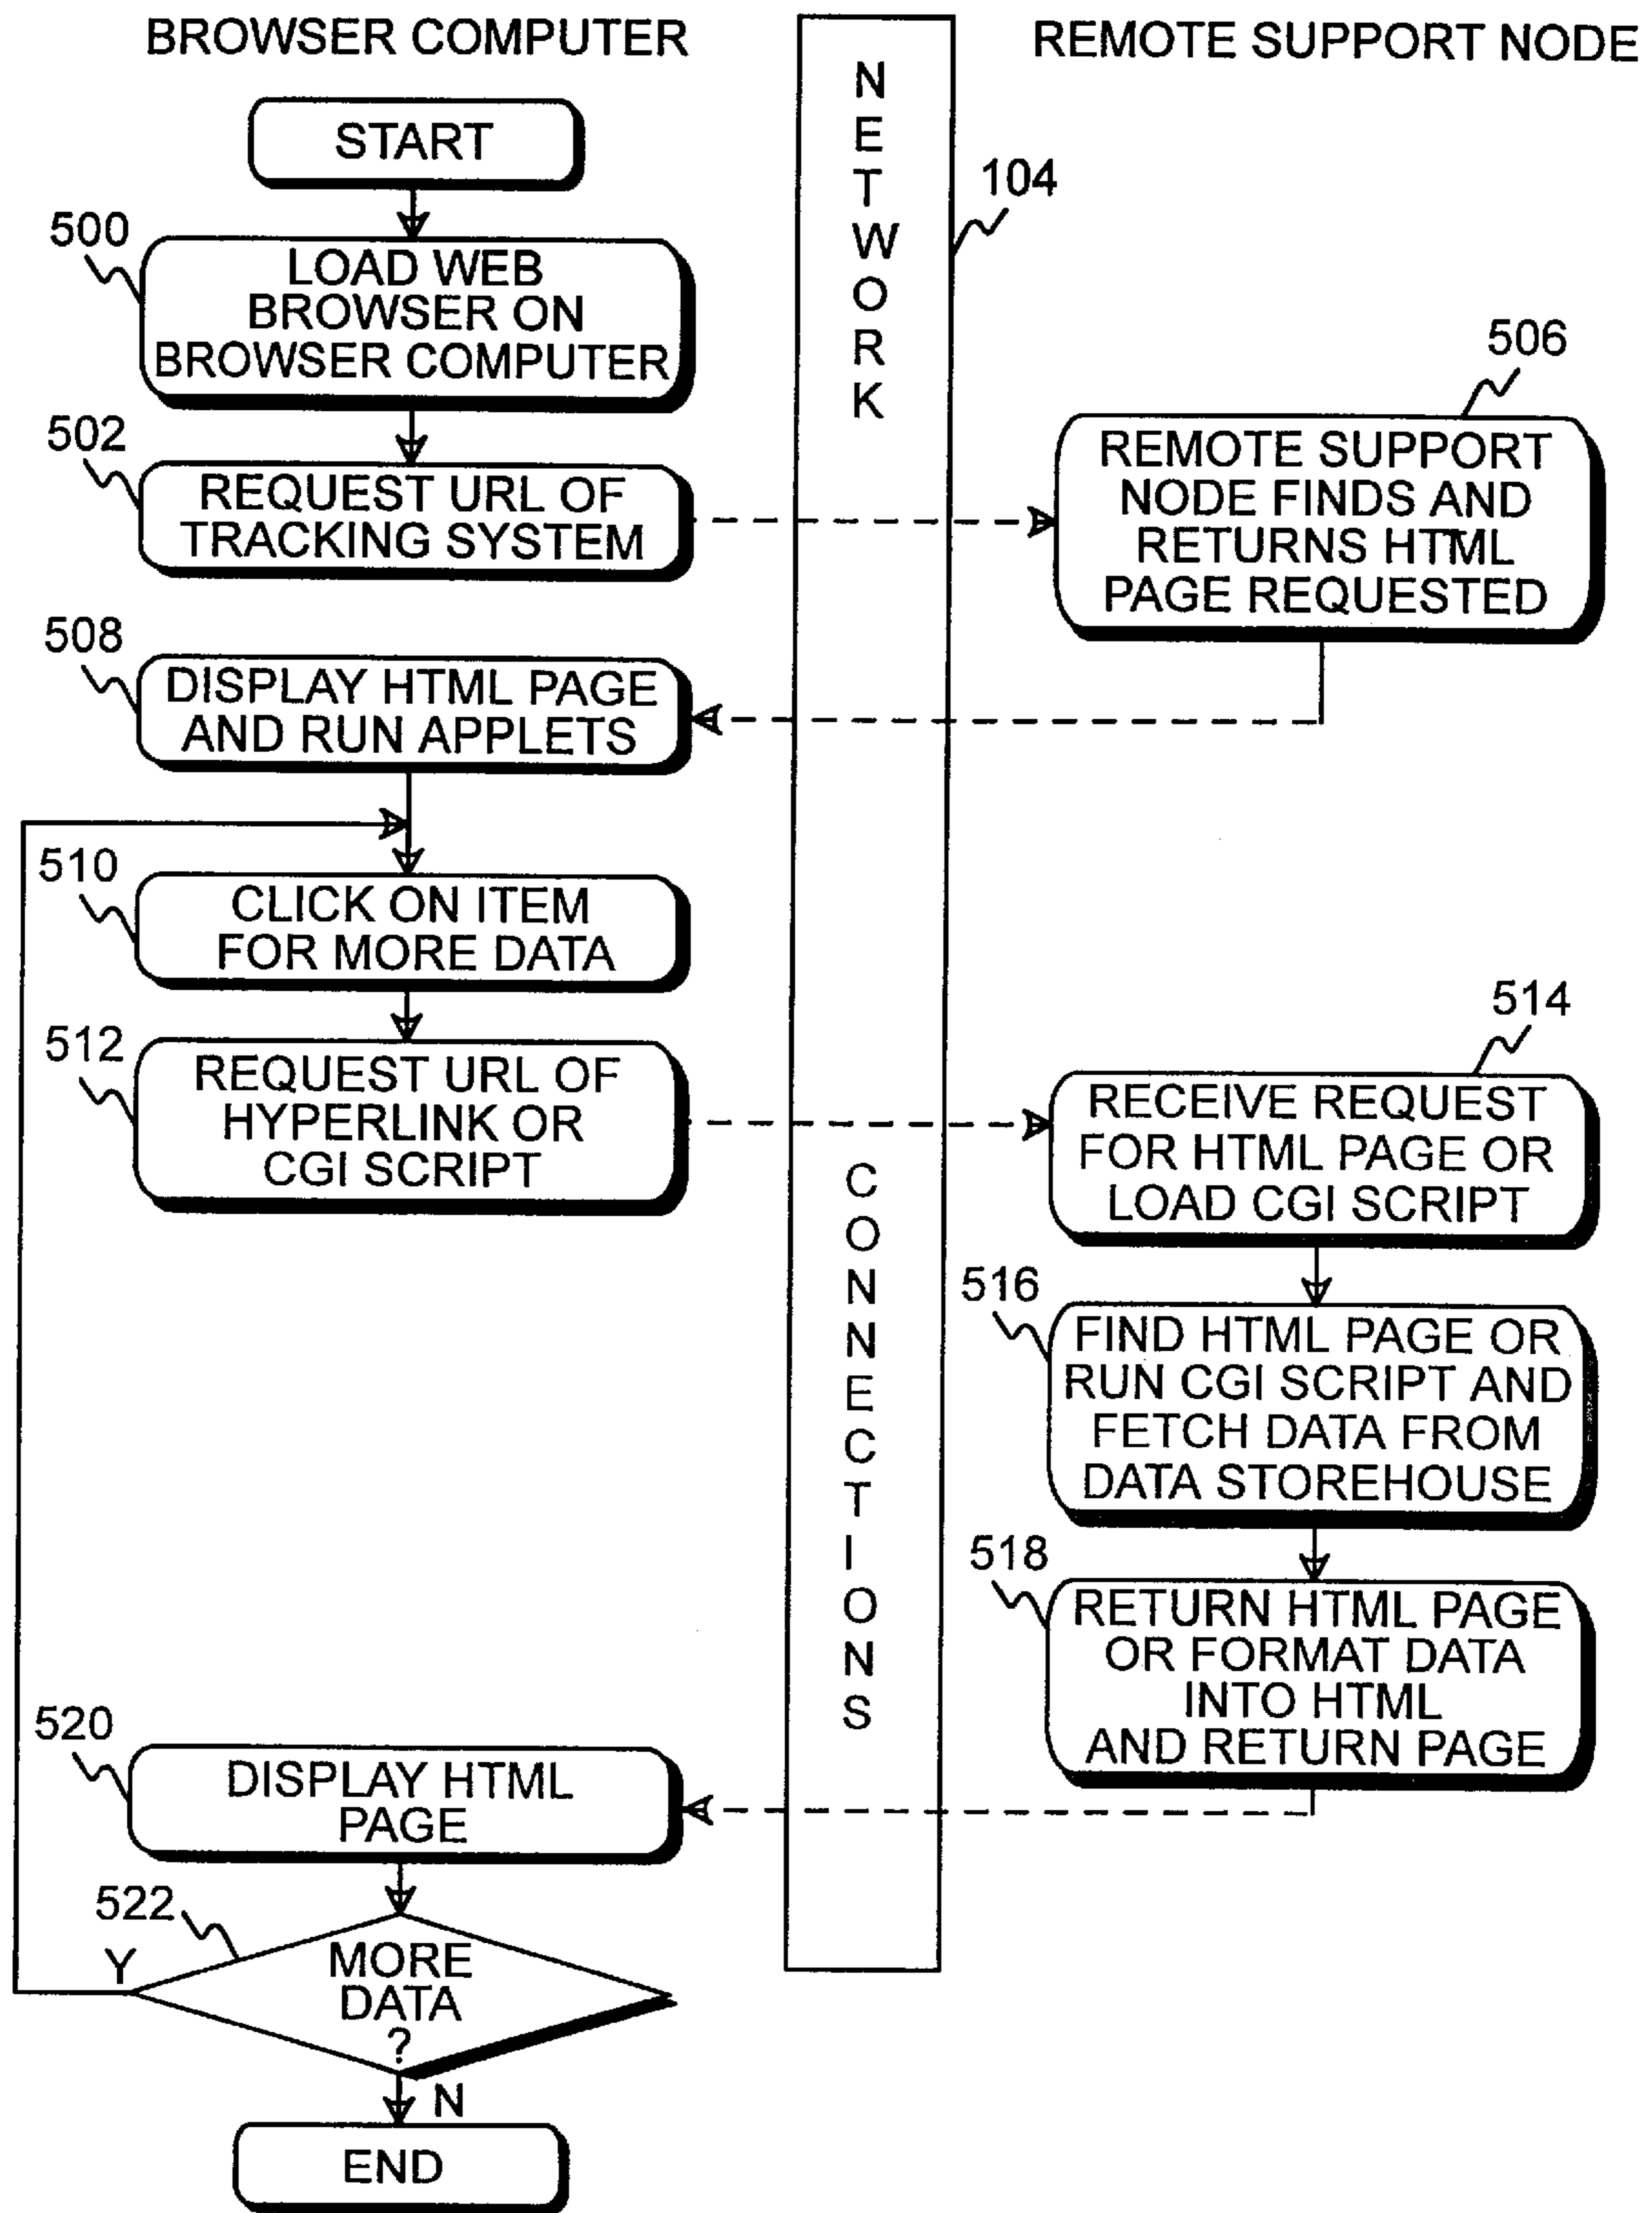 BROWSER COMPUTER
REMOTE SUPPORT NODE
START
NETWORK
104
500
LOAD WEB
BROWSER ON
BROWSER COMPUTER
502
REQUEST URL OF
TRACKING SYSTEM
506
REMOTE SUPPORT
NODE FINDS AND
RETURNS HTML
PAGE REQUESTED
508
DISPLAY HTML PAGE
AND RUN APPLETS
510
CLICK ON ITEM
FOR MORE DATA
512
REQUEST URL OF
HYPERLINK OR
CGI SCRIPT
CONNECTIONS
514
RECEIVE REQUEST
FOR HTML PAGE OR
LOAD CGI SCRIPT
516
FIND HTML PAGE OR
RUN CGI SCRIPT AND
FETCH DATA FROM
DATA STOREHOUSE
518
RETURN HTML PAGE
OR FORMAT DATA
INTO HTML
AND RETURN PAGE
520
DISPLAY HTML
PAGE
522
Y
MORE
DATA
?
N
END